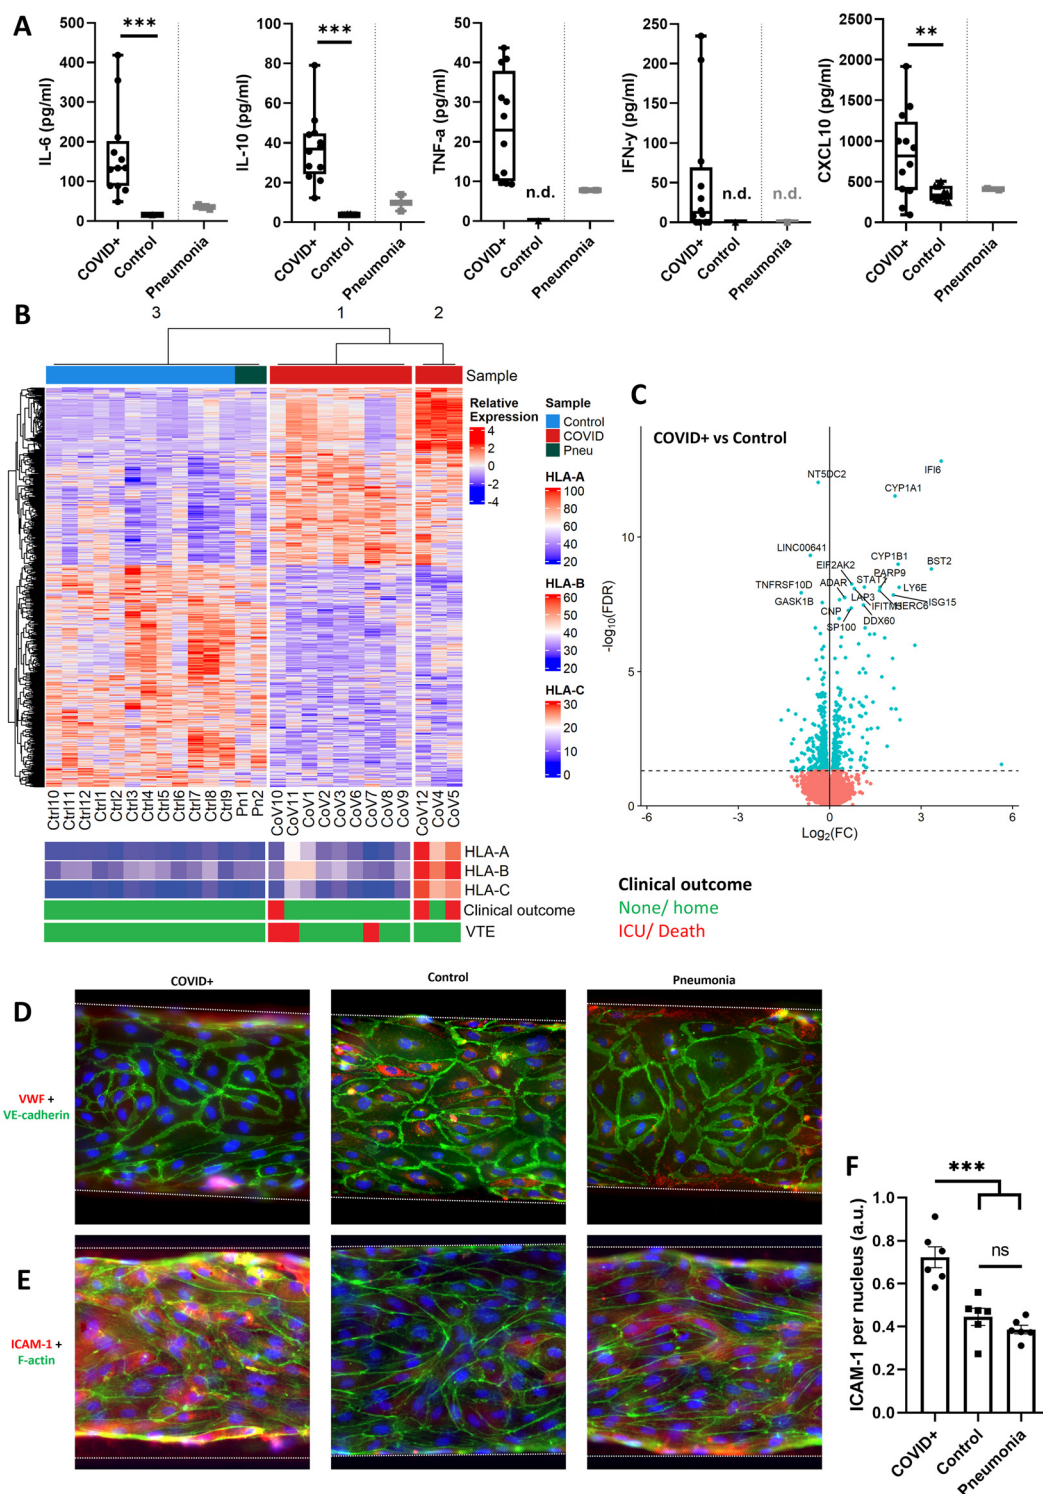 A
IL-6 (pg/ml)
500
400
300
200
100
0
***
COVID+
Control
Pneumonia
IL-10 (pg/ml)
100
80
60
40
20
0
***
COVID+
Control
Pneumonia
TNF-a (pg/ml)
50
40
30
20
10
0
n.d.
COVID+
Control
Pneumonia
IFN-y (pg/ml)
250
200
150
100
50
0
n.d.
n.d.
COVID+
Control
Pneumonia
CXCL10 (pg/ml)
2500
2000
1500
1000
500
0
**
COVID+
Control
Pneumonia
B
3
1
2
Sample
Relative
Expression
4
2
0
-2
-4
Sample
Control
COVID
Pneu
HLA-A
100
80
60
40
20
HLA-B
60
50
40
30
20
HLA-C
30
20
10
0
Ctrl10
Ctrl11
Ctrl12
Ctrl1
Ctrl2
Ctrl3
Ctrl4
Ctrl5
Ctrl6
Ctrl7
Ctrl8
Ctrl9
Pn1
Pn2
CoV10
CoV11
CoV1
CoV2
CoV3
CoV6
CoV7
CoV8
CoV9
CoV12
CoV4
CoV5
HLA-A
HLA-B
HLA-C
Clinical outcome
VTE
C
COVID+ vs Control
-log10(FDR)
10
5
0
-6
-3
0
3
6
Log2(FC)
IFI6
NT5DC2
CYP1A1
LINC00641
CYP1B1
BST2
EIF2AK2
PARP9
STAT1
TNFRSF10D
ADAR
LY6E
GASK1B
LAP3
ISG15
CNP
IFITM3
HERC6
DDX60
SP100
Clinical outcome
None/ home
ICU/ Death
COVID+
Control
Pneumonia
D
VWF +
VE-cadherin
E
ICAM-1 +
F-actin
F
ICAM-1 per nucleus (a.u.)
1.0
0.8
0.6
0.4
0.2
0.0
***
ns
COVID+
Control
Pneumonia